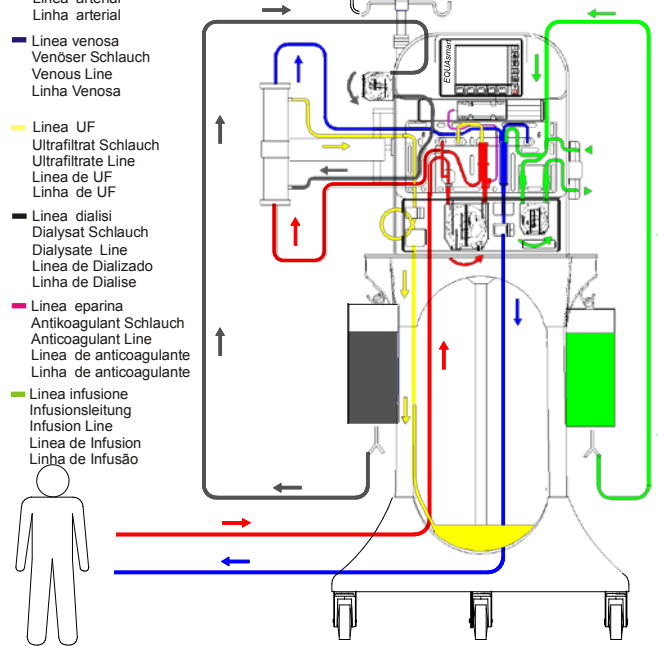 Linea arterial
Linha arterial
Linea venosa
Venöser Schlauch
Venous Line
Linha Venosa
Linea UF
Ultrafiltrat Schlauch
Ultrafiltrate Line
Linea de UF
Linha de UF
Linea dialisi
Dialysat Schlauch
Dialysate Line
Linea de Dializado
Linha de Dialise
Linea eparina
Antikoagulant Schlauch
Anticoagulant Line
Linea de anticoagulante
Linha de anticoagulante
Linea infusione
Infusionsleitung
Infusion Line
Linea de Infusion
Linha de Infusão
EQUAsmart